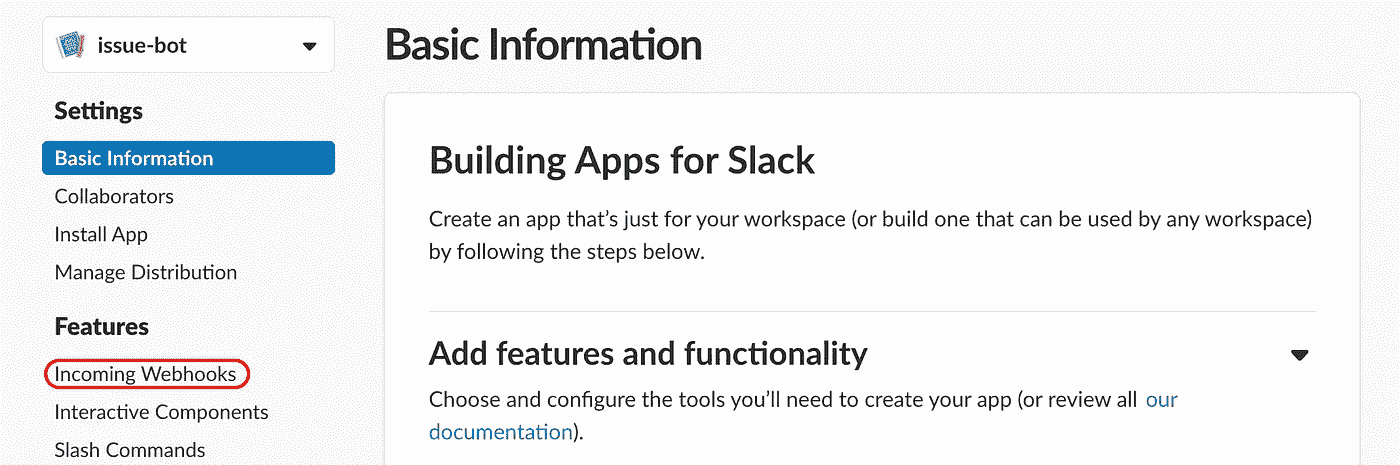 issue-bot
Settings
Basic Information
Collaborators
Install App
Manage Distribution
Features
Incoming Webhooks
Interactive Components
Slash Commands
Basic Information
Building Apps for Slack
Create an app that's just for your workspace (or build one that can be used by any workspace)
by following the steps below.
Add features and functionality
Choose and configure the tools you'll need to create your app (or review all our
documentation).